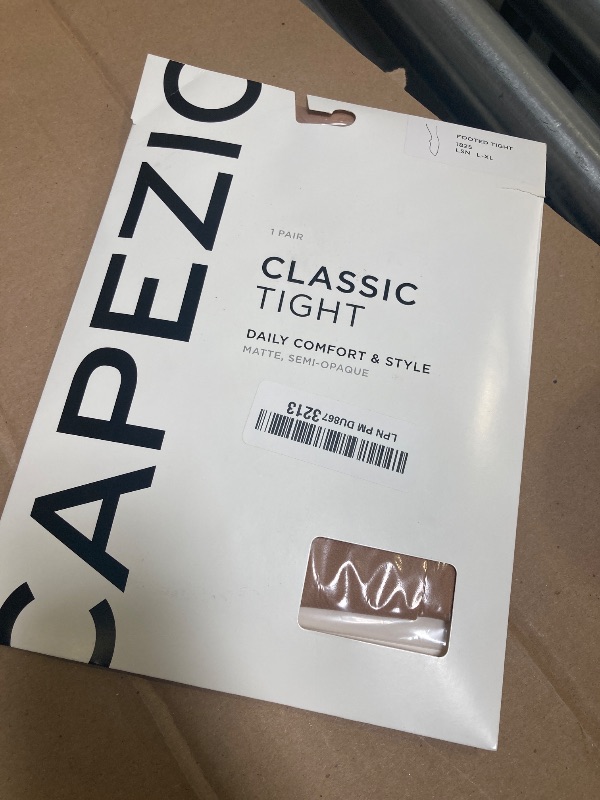 CAPEZIO
FOOTED TIGHT
1825
LSN L-XL
1 PAIR
CLASSIC
TIGHT
DAILY COMFORT & STYLE
MATTE, SEMI-OPAQUE
LPN PM DU8673213